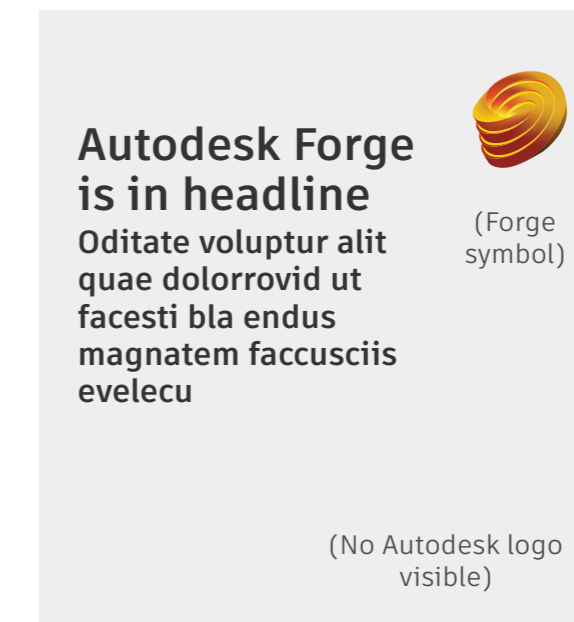 Autodesk Forge
is in headline
Oditate voluptur alit
quae dolorrovid ut
facesti bla endus
magnatem faccusciis
evelecu
(Forge
symbol)
(No Autodesk logo
visible)